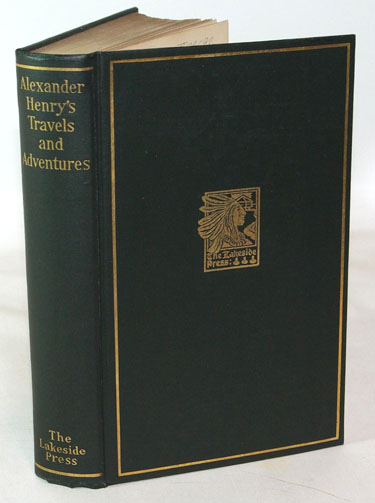 Alexander
Henry's
Travels
and
Adventures
The
Lakeside
Press
The Lakeside
Press: